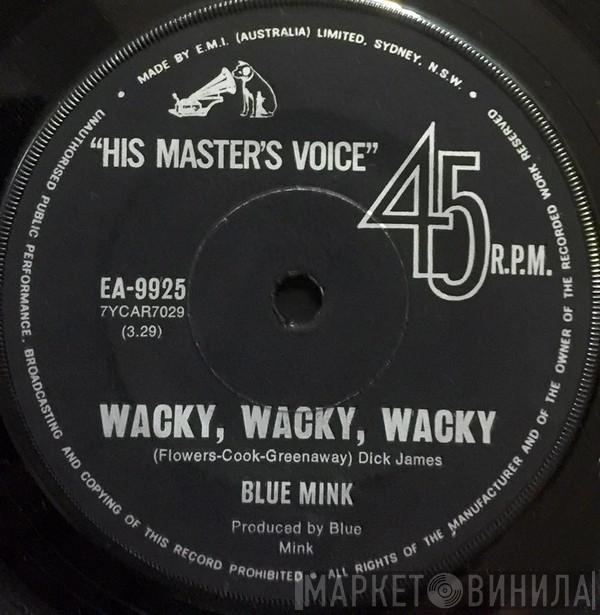 MADE BY E.M.I. (AUSTRALIA) LIMITED, SYDNEY, N.S.W. •
UNAUTHORISED PUBLIC PERFORMANCE, BROADCASTING AND COPYING OF THIS RECORD PROHIBITED · ALL RIGHTS OF THE MANUFACTURER AND OF THE OWNER OF THE RECORDED WORK RESERVED •
"HIS MASTER'S VOICE"
45 R.P.M.
EA-9925
7YCAR7029
(3.29)
WACKY, WACKY, WACKY
(Flowers-Cook-Greenaway) Dick James
BLUE MINK
Produced by Blue
Mink
МАРКЕТ ВИНИЛА